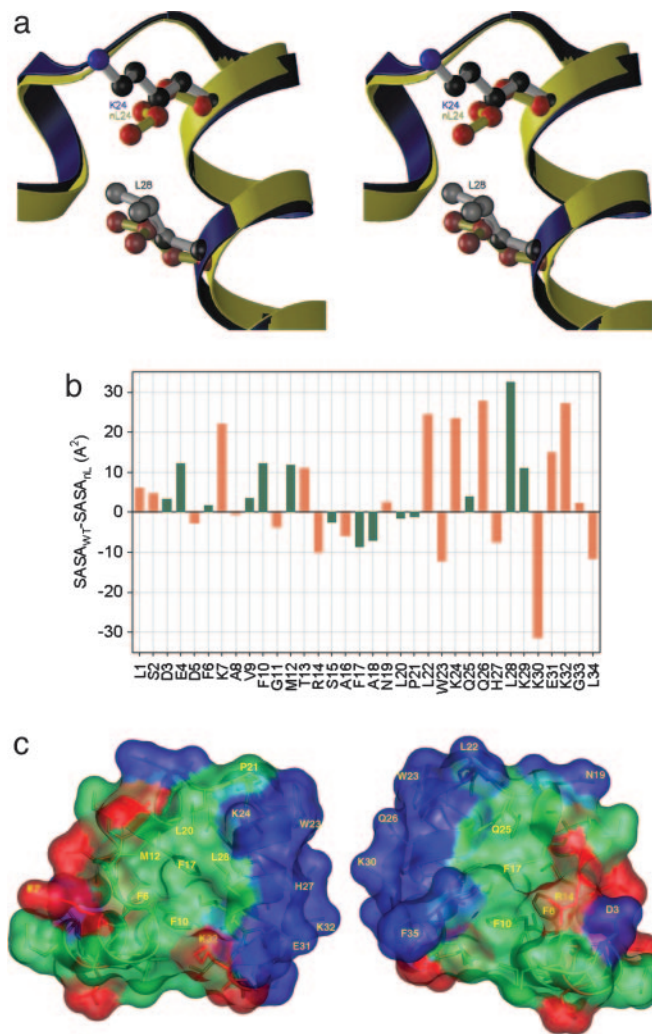 a
K24
nL24
L28
K24
nL24
L28
b
SASA_WT-SASA_nL (A²)
30
20
10
0
-10
-20
-30
L1 S2 D3 E4 D5 F6 K7 A8 V9 F10 G11 M12 T13 R14 S15 A16 F17 A18 N19 L20 P21 L22 W23 K24 Q25 Q26 H27 L28 K29 K30 E31 K32 G33 L34
c
P21
K24
L20
W23
M12
L28
F17
K7
H27
F6
F10
K32
E31
L22
W23
N19
Q26
Q25
K30
F17
R14
F6
D3
F10
F35